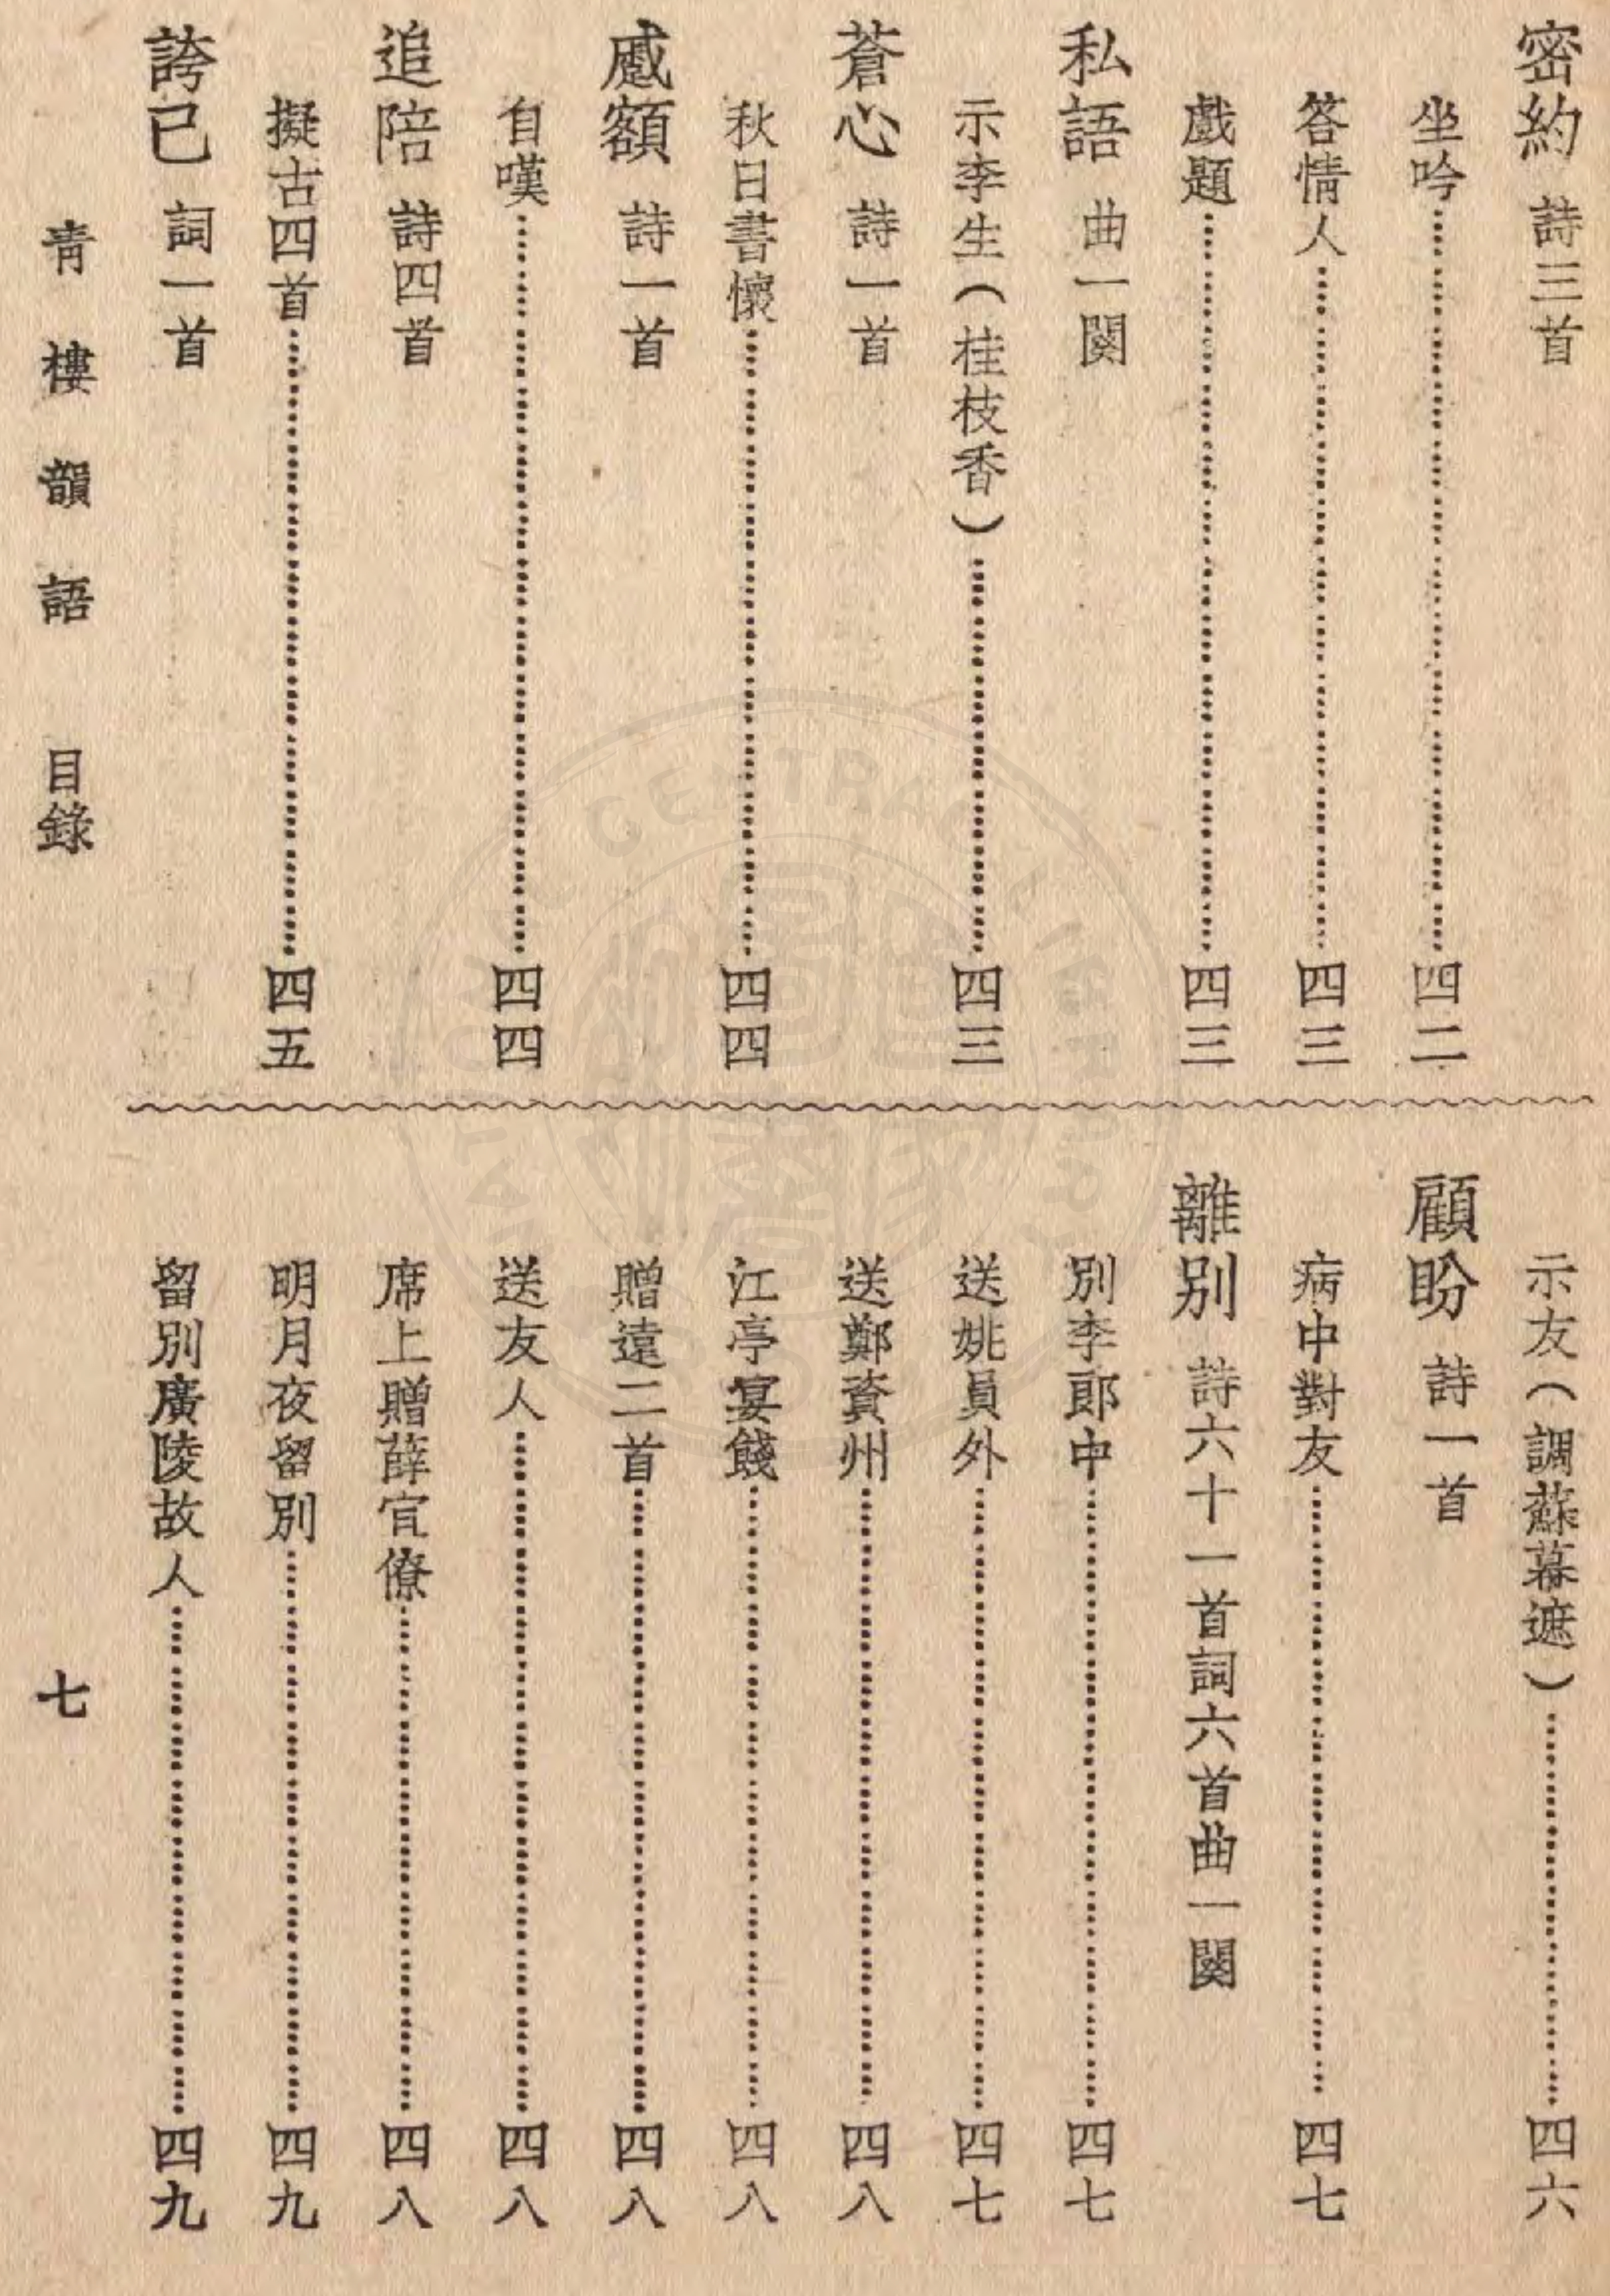 密約 詩三首
坐吟……四二
答情人……四三
戲題……四三
私語 曲一闋
示李生(桂枝香)……四三
蒼心 詩一首
秋日書懷……四四
慼額 詩一首
自嘆……四四
追陪 詩四首
擬古四首……四五
誇已 詞一首
示友(調蘇幕遮)……四六
顧盼 詩一首
病中對友……四七
離別 詩六十一首詞六首曲一闋
別李郎中……四七
送姚員外……四七
送鄭資州……四八
江亭宴餞……四八
贈遠二首……四八
送友人……四八
席上贈薛官僚……四八
明月夜留別……四九
留別廣陵故人……四九
青樓韻語 目錄
七